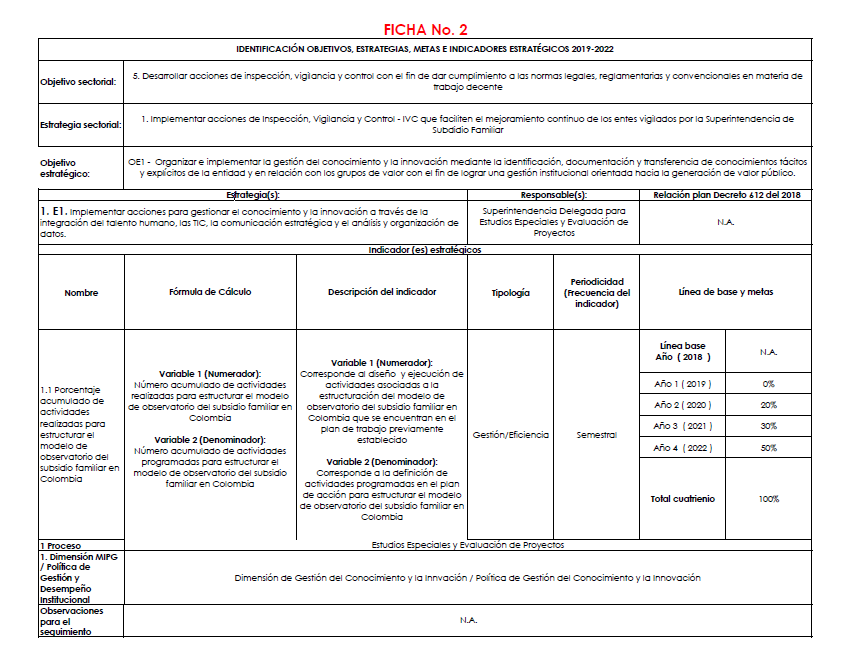 FICHA No. 2
IDENTIFICACIÓN OBJETIVOS, ESTRATEGIAS, METAS E INDICADORES ESTRATÉGICOS 2019-2022
Objetivo sectorial:
5. Desarrollar acciones de inspección, vigilancia y control con el fin de dar cumplimiento a las normas legales, reglamentarias y convencionales en materia de
trabajo decente
Estrategia sectorial:
1. Implementar acciones de Inspección, Vigilancia y Control - IVC que faciliten el mejoramiento continuo de los entes vigilados por la Superintendencia de
Subdidio Familiar
Objetivo
estratégico:
OE1 - Organizar e implementar la gestión del conocimiento y la innovación mediante la identificación, documentación y transferencia de conocimientos tácitos
y explícitos de la entidad y en relación con los grupos de valor con el fin de lograr una gestión institucional orientada hacia la generación de valor público.
Estrategia(s)
Responsable(s):
Relación plan Decreto 612 del 2018
1. E1. Implementar acciones para gestionar el conocimiento y la innovación a través de la
integración del talento humano, las TIC, la comunicación estratégica y el análisis y organización de
datos.
Superintendencia Delegada para
Estudios Especiales y Evaluación de
Proyectos
N.A.
Indicador (es) estratégicos
Nombre
Fórmula de Cálculo
Descripción del indicador
Tipología
Periodicidad
(Frecuencia del
indicador)
Línea de base y metas
1.1 Porcentaje
acumulado de
actividades
realizadas para
estructurar el
modelo de
observatorio del
subsidio familiar en
Colombia
Variable 1 (Numerador):
Número acumulado de actividades
realizadas para estructurar el modelo
de observatorio del subsidio familiar en
Colombia
Variable 2 (Denominador):
Número acumulado de actividades
programadas para estructurar el
modelo de observatorio del subsidio
familiar en Colombia
Variable 1 (Numerador):
Corresponde al diseño y ejecución de
actividades asociadas a la
estructuración del modelo de
observatorio del subsidio familiar en
Colombia que se encuentran en el
plan de trabajo previamente
establecido
Variable 2 (Denominador):
Corresponde a la definición de
actividades programadas en el plan
de acción para estructurar el modelo
de observatorio del subsidio familiar en
Colombia
Gestión/Eficiencia
Semestral
Línea base
Año ( 2018 )
N.A.
Año 1 ( 2019 )
0%
Año 2 ( 2020 )
20%
Año 3 ( 2021 )
30%
Año 4 ( 2022 )
50%
Total cuatrienio
100%
1 Proceso
Estudios Especiales y Evaluación de Proyectos
1. Dimensión MIPG
/ Política de
Gestión y
Desempeño
Institucional
Dimensión de Gestión del Conocimiento y la Innvación / Política de Gestión del Conocimiento y la Innovación
Observaciones
para el
seguimiento
N.A.